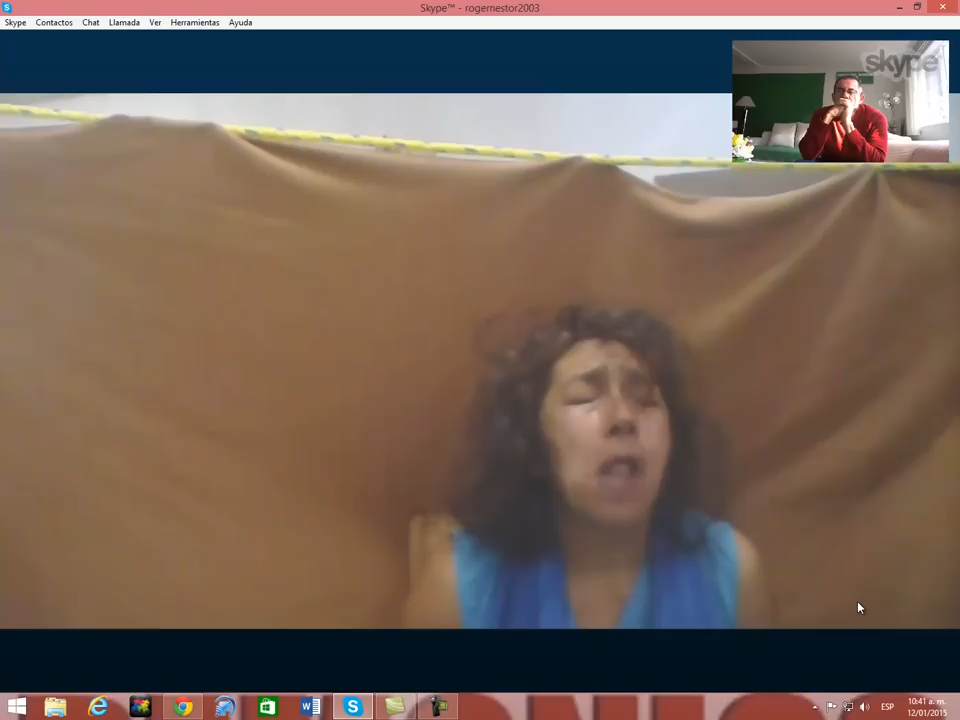 Skype™ - rogernestor2003
Skype Contactos Chat Llamada Ver Herramientas Ayuda
skype
ESP
10:41 a. m.
12/01/2015